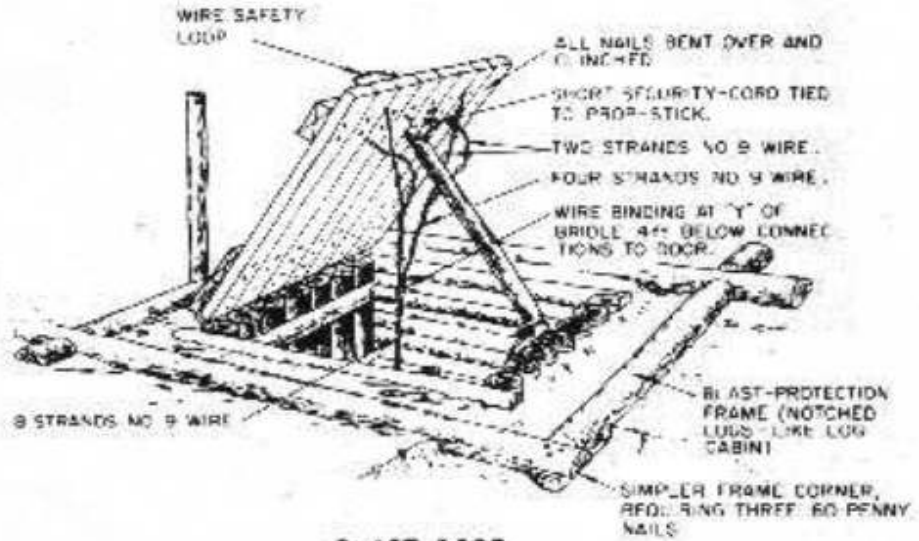 WIRE SAFETY
LOOP
ALL NAILS BENT OVER AND
CLINCHED
SHORT SECURITY-CORD TIED
TO PROP-STICK.
TWO STRANDS NO 9 WIRE.
FOUR STRANDS NO. 9 WIRE.
WIRE BINDING AT "Y" OF
BRIDLE, BELOW CONNEC-
TIONS TO DOOR.
8 STRANDS NO. 9 WIRE
BLAST-PROTECTION
FRAME (NOTCHED
LOGS-LIKE LOG
CABIN)
SIMPLER FRAME CORNER,
REQUIRING THREE 60 PENNY
NAILS